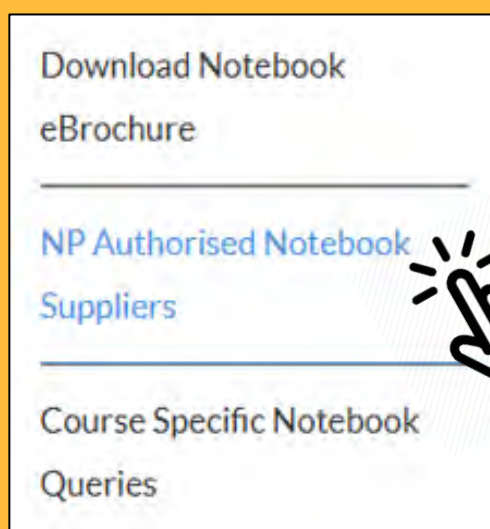 Download Notebook
eBrochure
NP Authorised Notebook
Suppliers
Course Specific Notebook
Queries